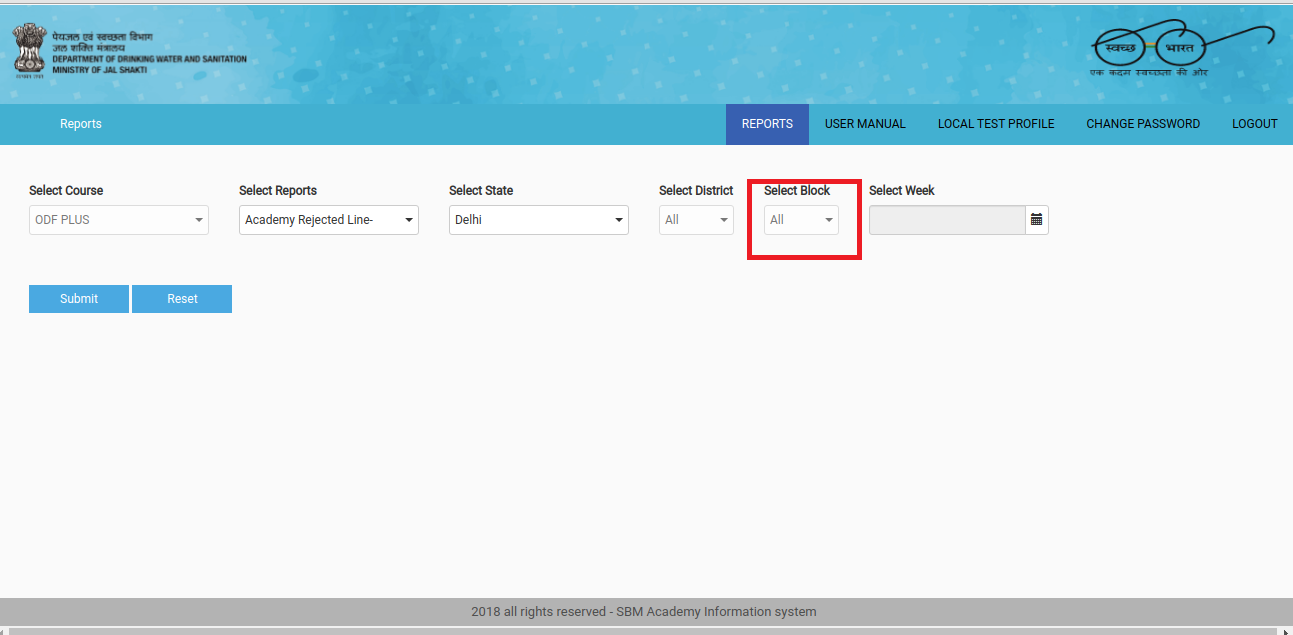 पेयजल एवं स्वच्छता विभाग
जल शक्ति मंत्रालय
DEPARTMENT OF DRINKING WATER AND SANITATION
MINISTRY OF JAL SHAKTI
स्वच्छ भारत
एक कदम स्वच्छता की ओर
Reports
REPORTS
USER MANUAL
LOCAL TEST PROFILE
CHANGE PASSWORD
LOGOUT
Select Course
Select Reports
Select State
Select District
Select Block
Select Week
ODF PLUS
Academy Rejected Line-
Delhi
All
All
Submit
Reset
2018 all rights reserved - SBM Academy Information system